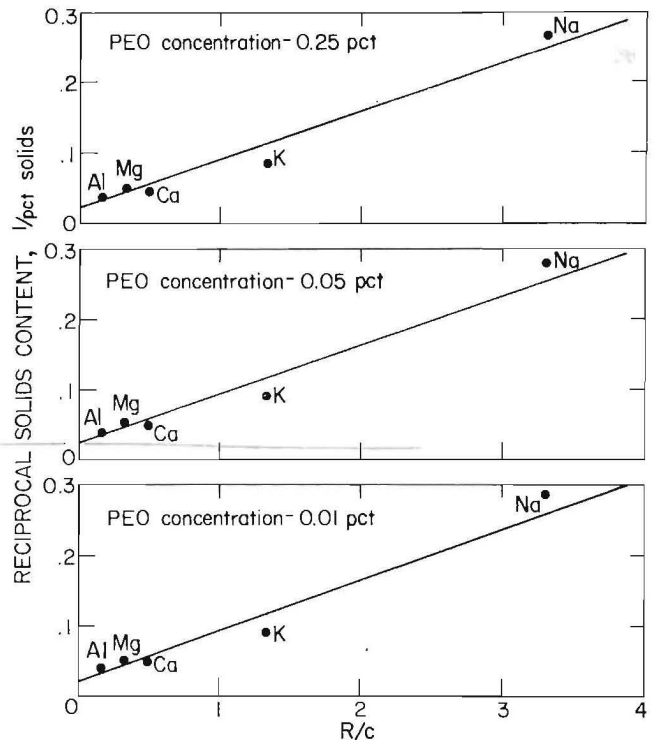 RECIPROCAL SOLIDS CONTENT, 1/pct solids
0.3
PEO concentration-0.25 pct
Na
.2
.1
Al
Mg
Ca
K
0
0.3
PEO concentration-0.05 pct
Na
.2
.1
Al
Mg
Ca
K
0
0.3
PEO concentration-0.01 pct
Na
.2
.1
Al
Mg
Ca
K
0
0 1 2 3 4
R/c